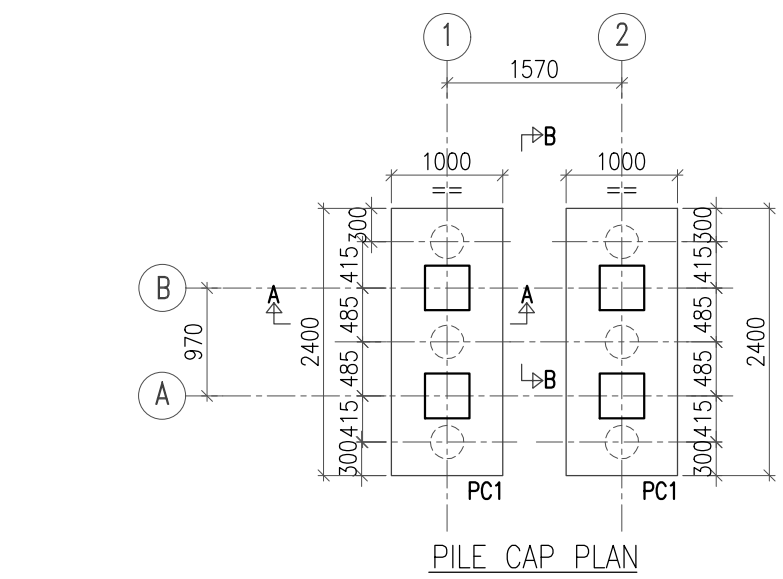 1 2
1570
B
1000 1000
== ==
300 300
415 415
B A A
485 485
970 2400 2400
485 485
B
A
415 415
300 300
PC1 PC1
PILE CAP PLAN